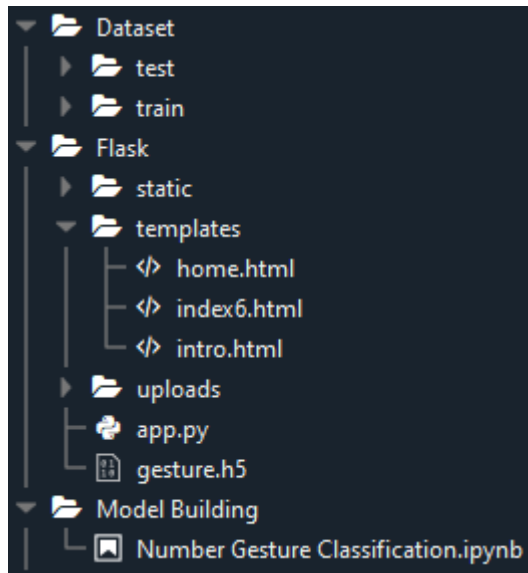 Dataset
test
train
Flask
static
templates
home.html
index6.html
intro.html
uploads
app.py
gesture.h5
Model Building
Number Gesture Classification.ipynb